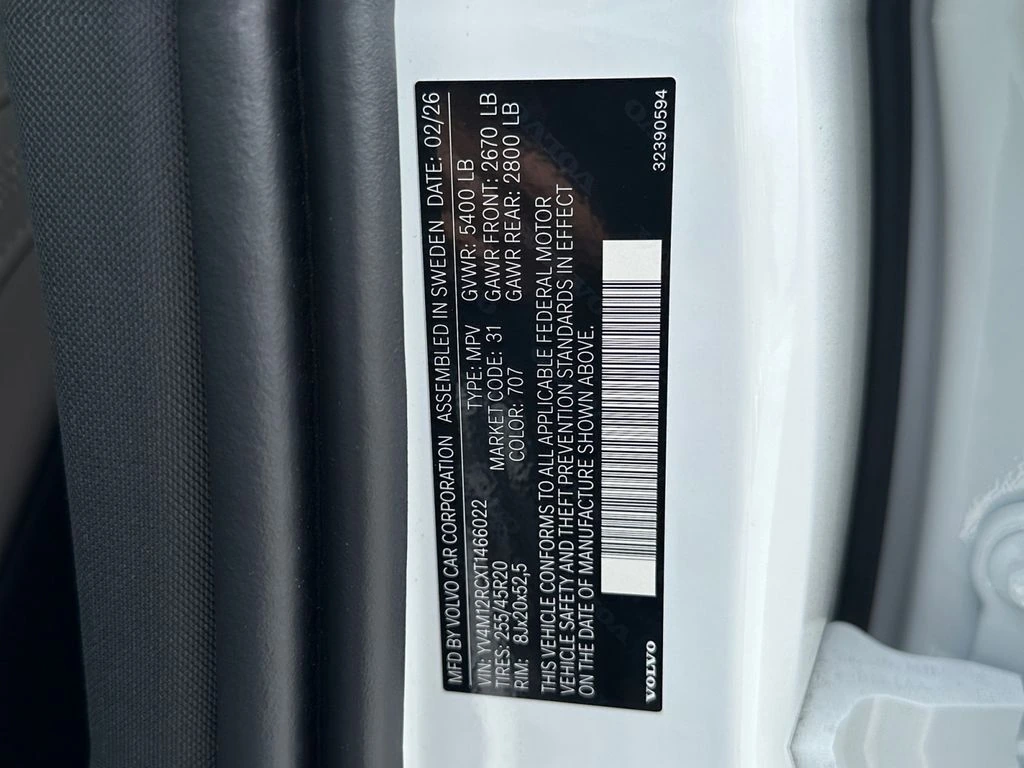 MFD BY VOLVO CAR CORPORATION ASSEMBLED IN SWEDEN DATE: 02/26
VIN: YV4M12RCXT1466022 TYPE: MPV GVWR: 5400 LB
TIRES: 255/45R20 MARKET CODE: 31 GAWR FRONT: 2670 LB
RIM: 8Jx20x52,5 COLOR: 707 GAWR REAR: 2800 LB
THIS VEHICLE CONFORMS TO ALL APPLICABLE FEDERAL MOTOR
VEHICLE SAFETY AND THEFT PREVENTION STANDARDS IN EFFECT
ON THE DATE OF MANUFACTURE SHOWN ABOVE.
VOLVO 32390594